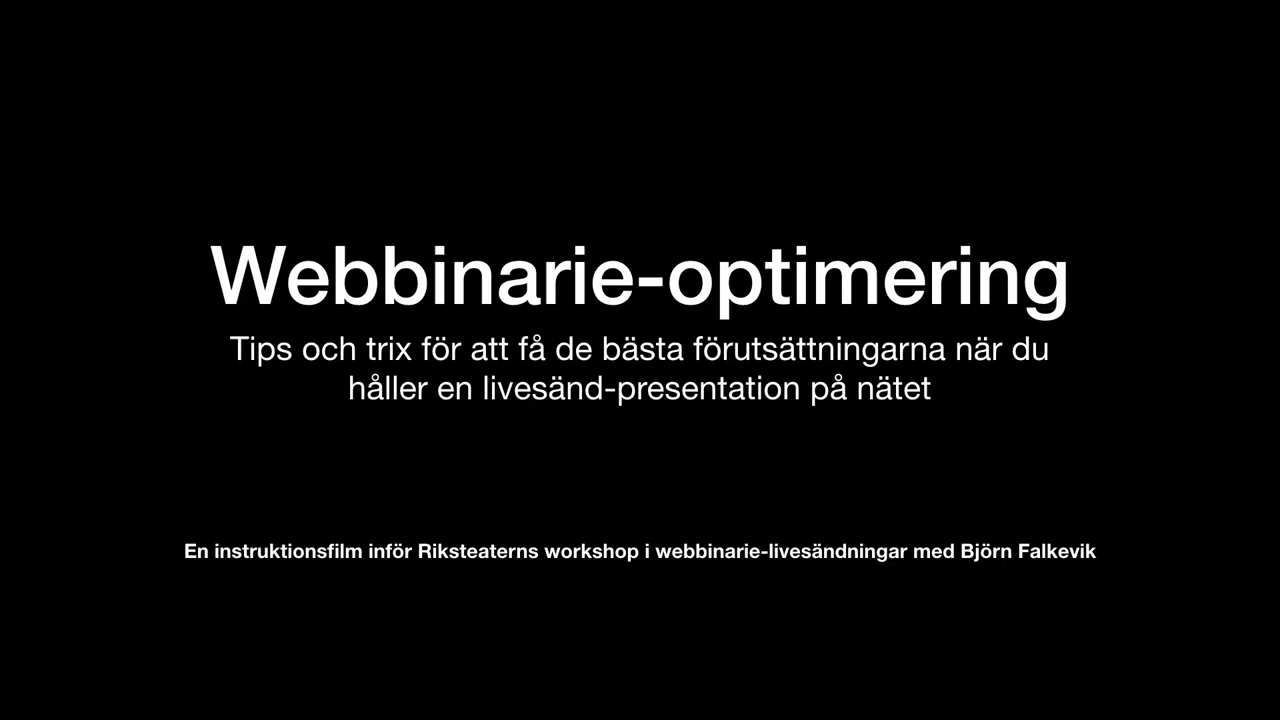 Webbinarie-optimering
Tips och trix för att få de bästa förutsättningarna när du
håller en livesänd-presentation på nätet
En instruktionsfilm inför Riksteaterns workshop i webbinarie-livesändningar med Björn Falkevik